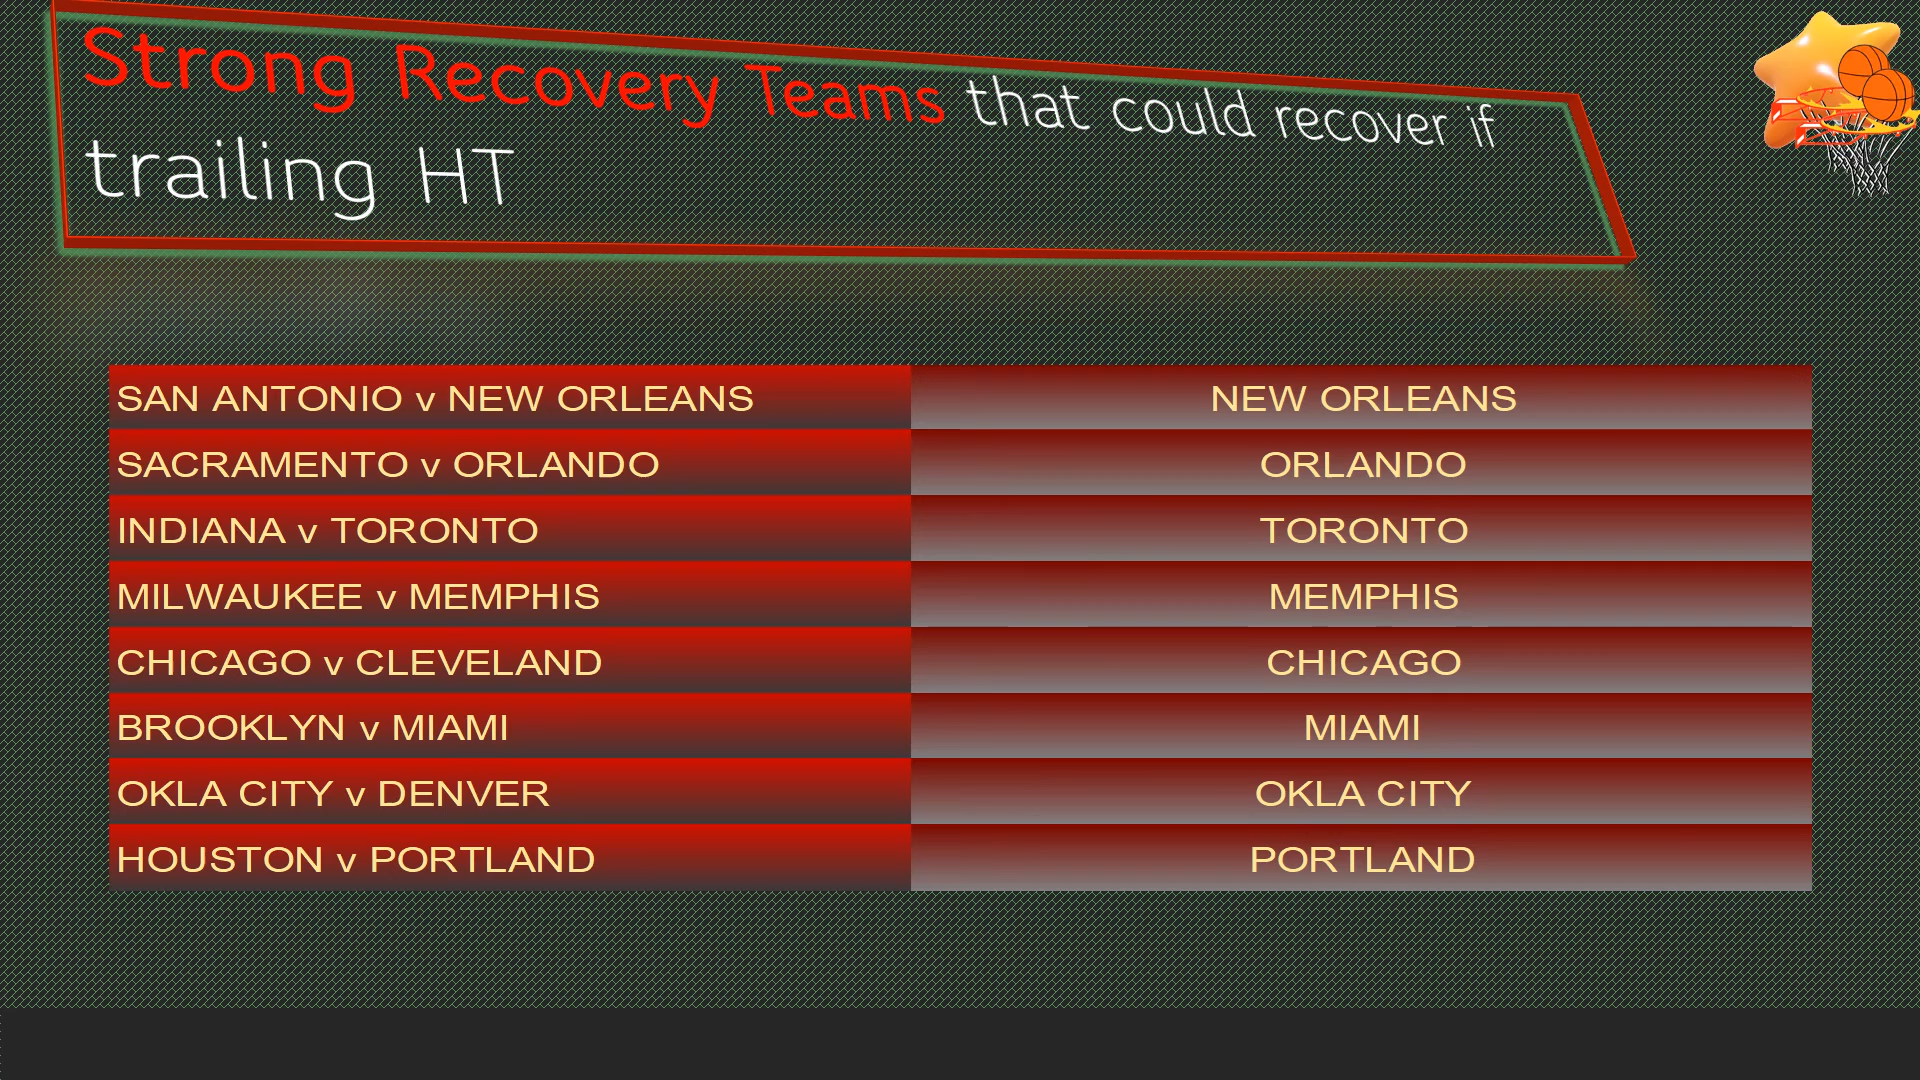 Strong Recovery Teams that could recover if
trailing HT
SAN ANTONIO v NEW ORLEANS NEW ORLEANS
SACRAMENTO v ORLANDO ORLANDO
INDIANA v TORONTO TORONTO
MILWAUKEE v MEMPHIS MEMPHIS
CHICAGO v CLEVELAND CHICAGO
BROOKLYN v MIAMI MIAMI
OKLA CITY v DENVER OKLA CITY
HOUSTON v PORTLAND PORTLAND